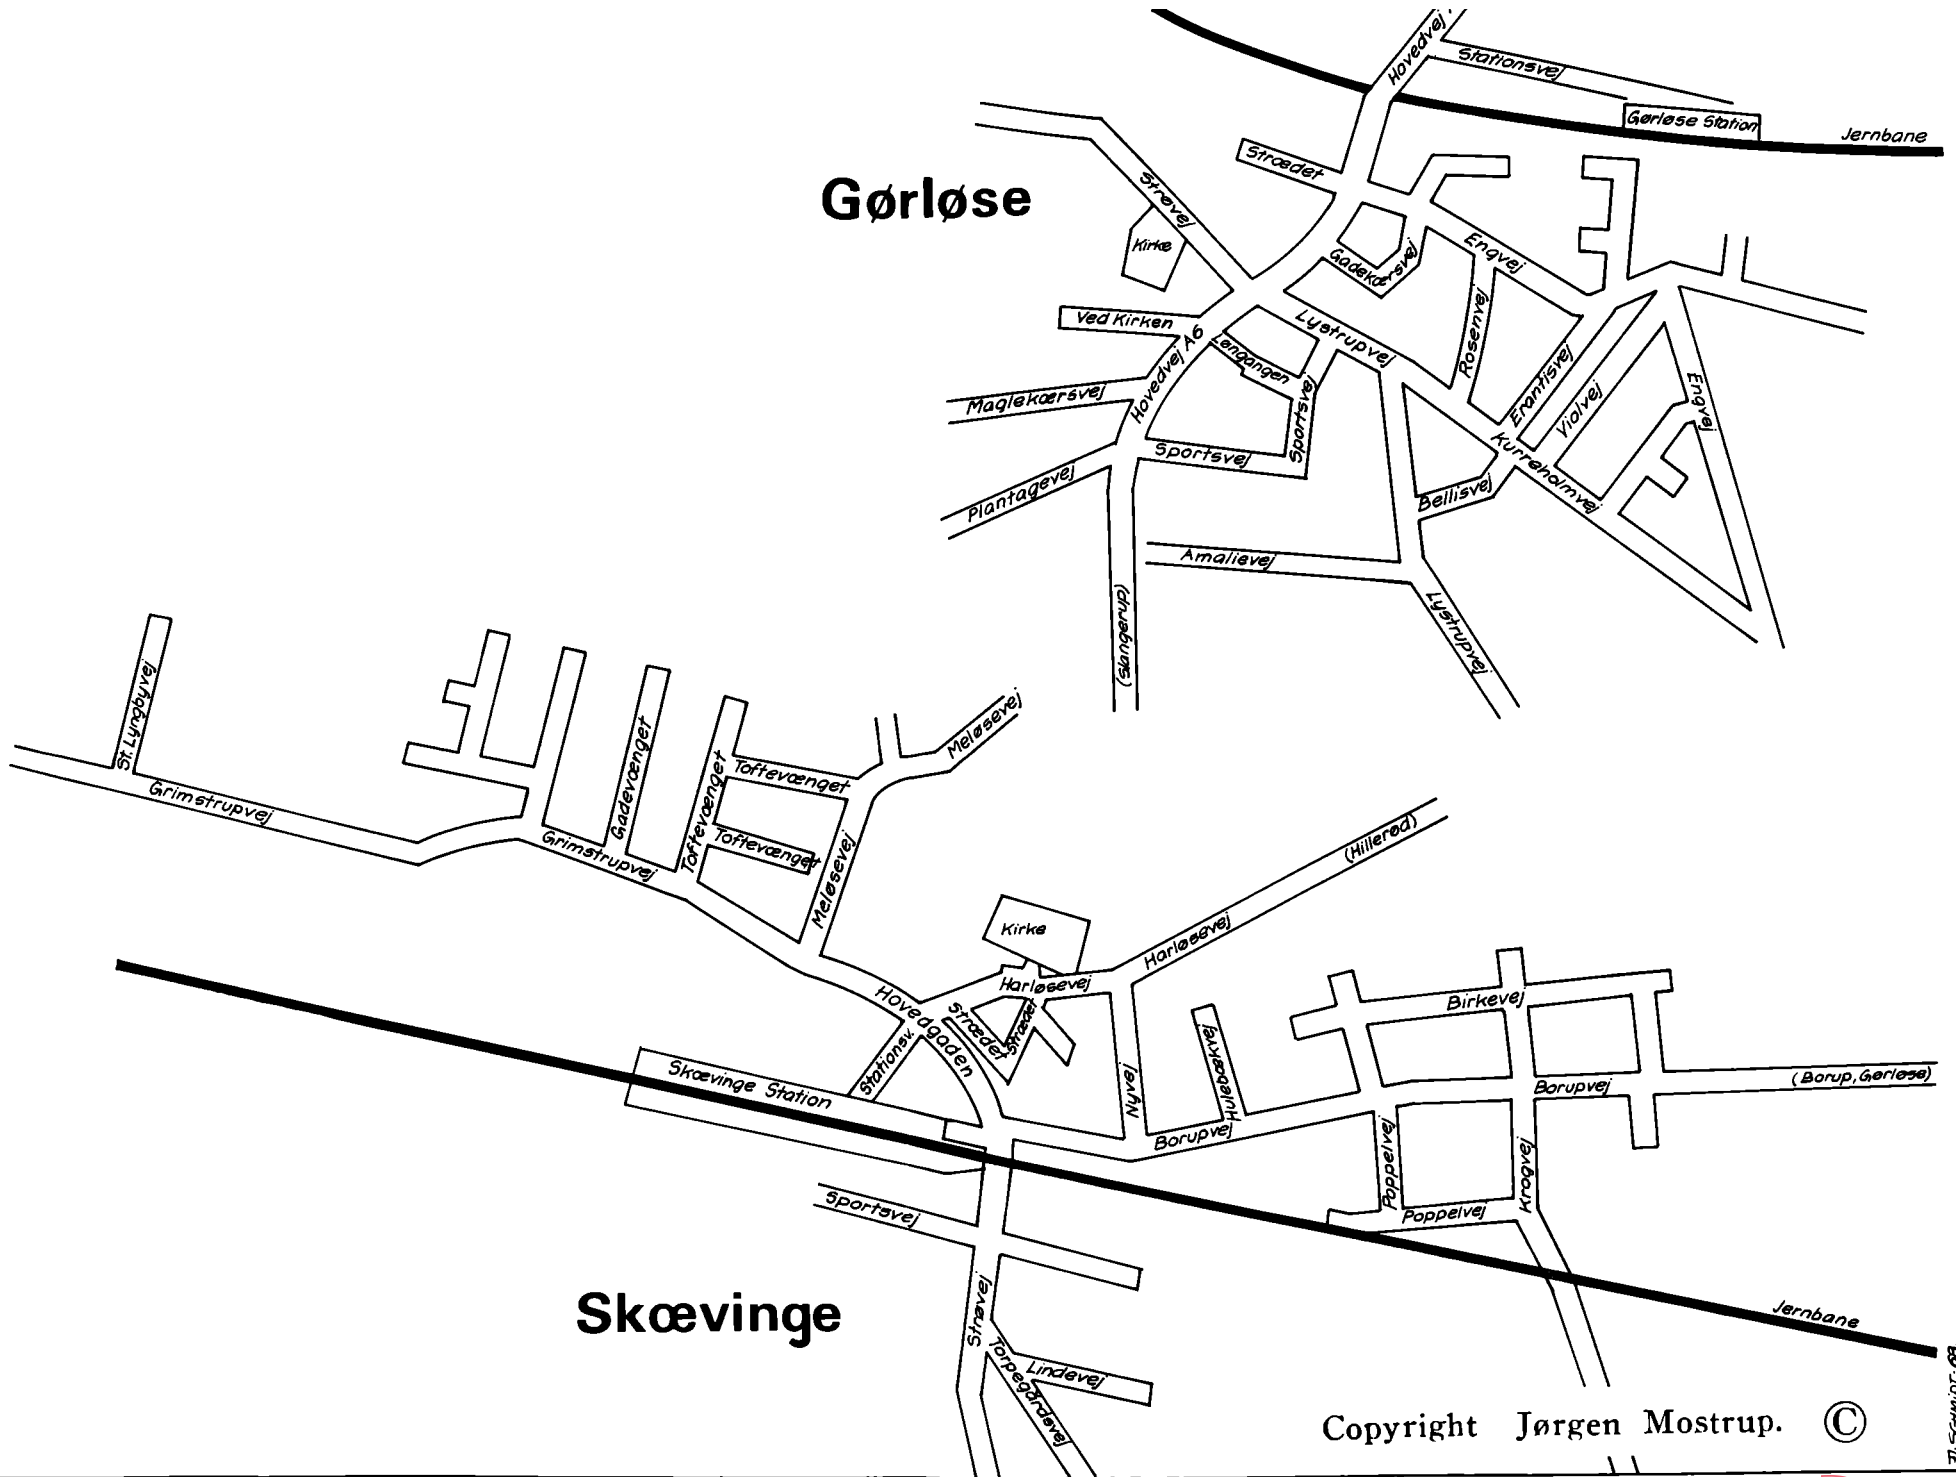 Hovedvej
Stationsvej
Gørløse Station
Jernbane
Strædet
Gørløse
Strøvej
Kirke
Engvej
Gadekærsvej
Ved Kirken
Hovedvej A6
Lystrupvej
Rosenvej
Løngangen
Erantisvej
Violvej
Engvej
Maglekærsvej
Sportsvej
Sportsvej
Kurreholmvej
Plantagevej
Bellisvej
Amalievej
(Slangerup)
Lystrupvej
St. Lyngbyvej
Grimstrupvej
Gadevænget
Toftevænget
Toftevænget
Toftevænget
Meløsevej
Meløsevej
Grimstrupvej
(Hillerød)
Harløsevej
Kirke
Harløsevej
Hovedgaden
Strædet
Strædet
Stationsv.
Skævinge Station
Nyvej
Hulebækvej
Birkevej
Borupvej
Borupvej
(Borup, Gørløse)
Poppelvej
Poppelvej
Krogvej
Sportsvej
Skævinge
Strøvej
Torpegårdsvej
Lindevej
Jernbane
Copyright Jørgen Mostrup. ©